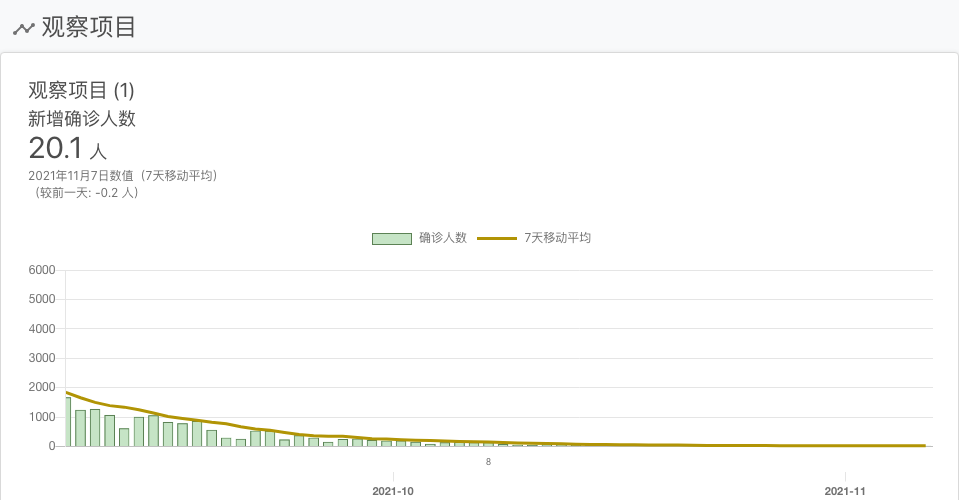 观察项目
观察项目 (1)
新增确诊人数
20.1 人
2021年11月7日数值（7天移动平均）
（较前一天: -0.2 人）
确诊人数 7天移动平均
6000
5000
4000
3000
2000
1000
0
8
2021-10 2021-11